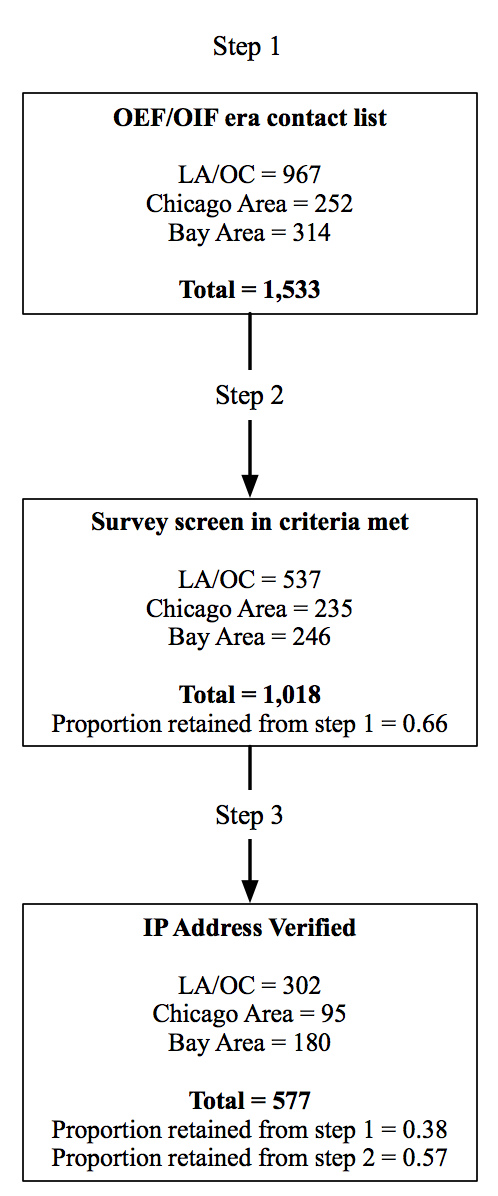 Step 1
OEF/OIF era contact list
LA/OC = 967
Chicago Area = 252
Bay Area = 314
Total = 1,533
Step 2
Survey screen in criteria met
LA/OC = 537
Chicago Area = 235
Bay Area = 246
Total = 1,018
Proportion retained from step 1 = 0.66
Step 3
IP Address Verified
LA/OC = 302
Chicago Area = 95
Bay Area = 180
Total = 577
Proportion retained from step 1 = 0.38
Proportion retained from step 2 = 0.57